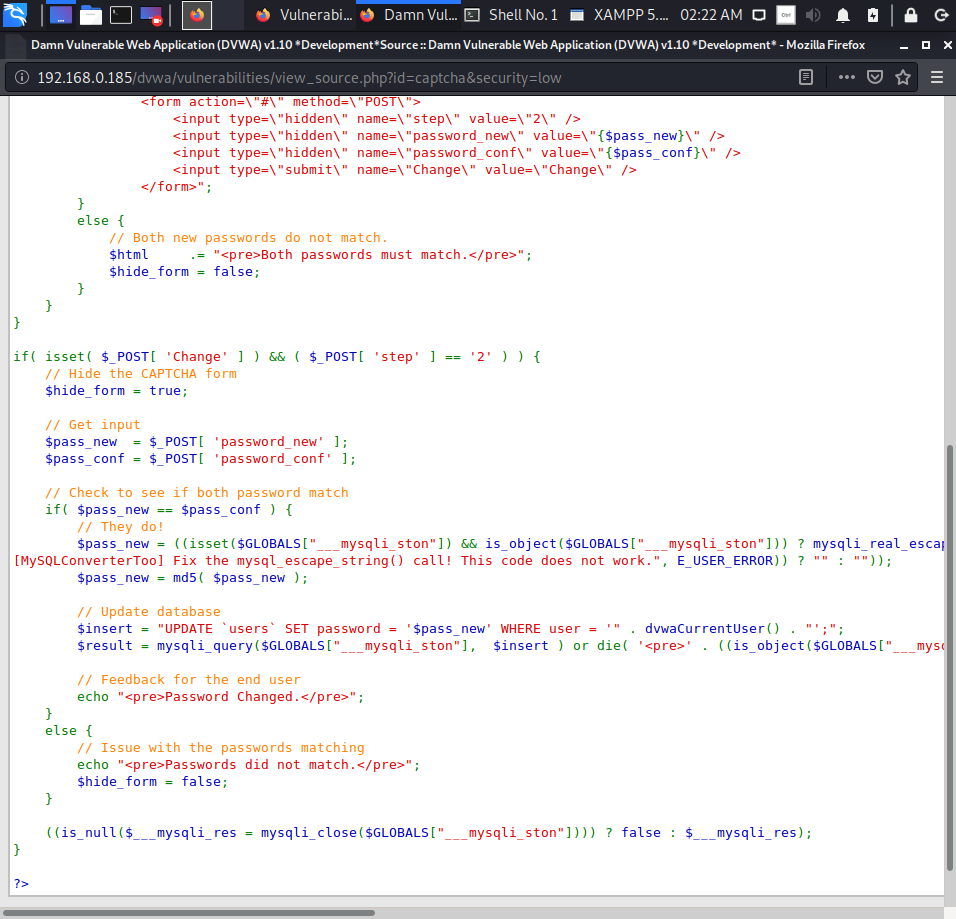 Vulnerabi...
Damn Vul...
Shell No. 1
XAMPP 5....
02:22 AM
Damn Vulnerable Web Application (DVWA) v1.10 *Development*Source :: Damn Vulnerable Web Application (DVWA) v1.10 *Development* - Mozilla Firefox
192.168.0.185/dvwa/vulnerabilities/view_source.php?id=captcha&security=low
<form action=\"#\" method=\"POST\">
<input type=\"hidden\" name=\"step\" value=\"2\" />
<input type=\"hidden\" name=\"password_new\" value=\"{$pass_new}\" />
<input type=\"hidden\" name=\"password_conf\" value=\"{$pass_conf}\" />
<input type=\"submit\" name=\"Change\" value=\"Change\" />
</form>";
}
else {
// Both new passwords do not match.
$html     .= "<pre>Both passwords must match.</pre>";
$hide_form = false;
}
}
}
if( isset( $_POST[ 'Change' ] ) && ( $_POST[ 'step' ] == '2' ) ) {
// Hide the CAPTCHA form
$hide_form = true;
// Get input
$pass_new  = $_POST[ 'password_new' ];
$pass_conf = $_POST[ 'password_conf' ];
// Check to see if both password match
if( $pass_new == $pass_conf ) {
// They do!
$pass_new = ((isset($GLOBALS["___mysqli_ston"]) && is_object($GLOBALS["___mysqli_ston"])) ? mysqli_real_escap
[MySQLConverterToo] Fix the mysql_escape_string() call! This code does not work.", E_USER_ERROR)) ? "" : ""));
$pass_new = md5( $pass_new );
// Update database
$insert = "UPDATE `users` SET password = '$pass_new' WHERE user = '" . dvwaCurrentUser() . "';";
$result = mysqli_query($GLOBALS["___mysqli_ston"],  $insert ) or die( '<pre>' . ((is_object($GLOBALS["___mysq
// Feedback for the end user
echo "<pre>Password Changed.</pre>";
}
else {
// Issue with the passwords matching
echo "<pre>Passwords did not match.</pre>";
$hide_form = false;
}
((is_null($___mysqli_res = mysqli_close($GLOBALS["___mysqli_ston"]))) ? false : $___mysqli_res);
}
?>